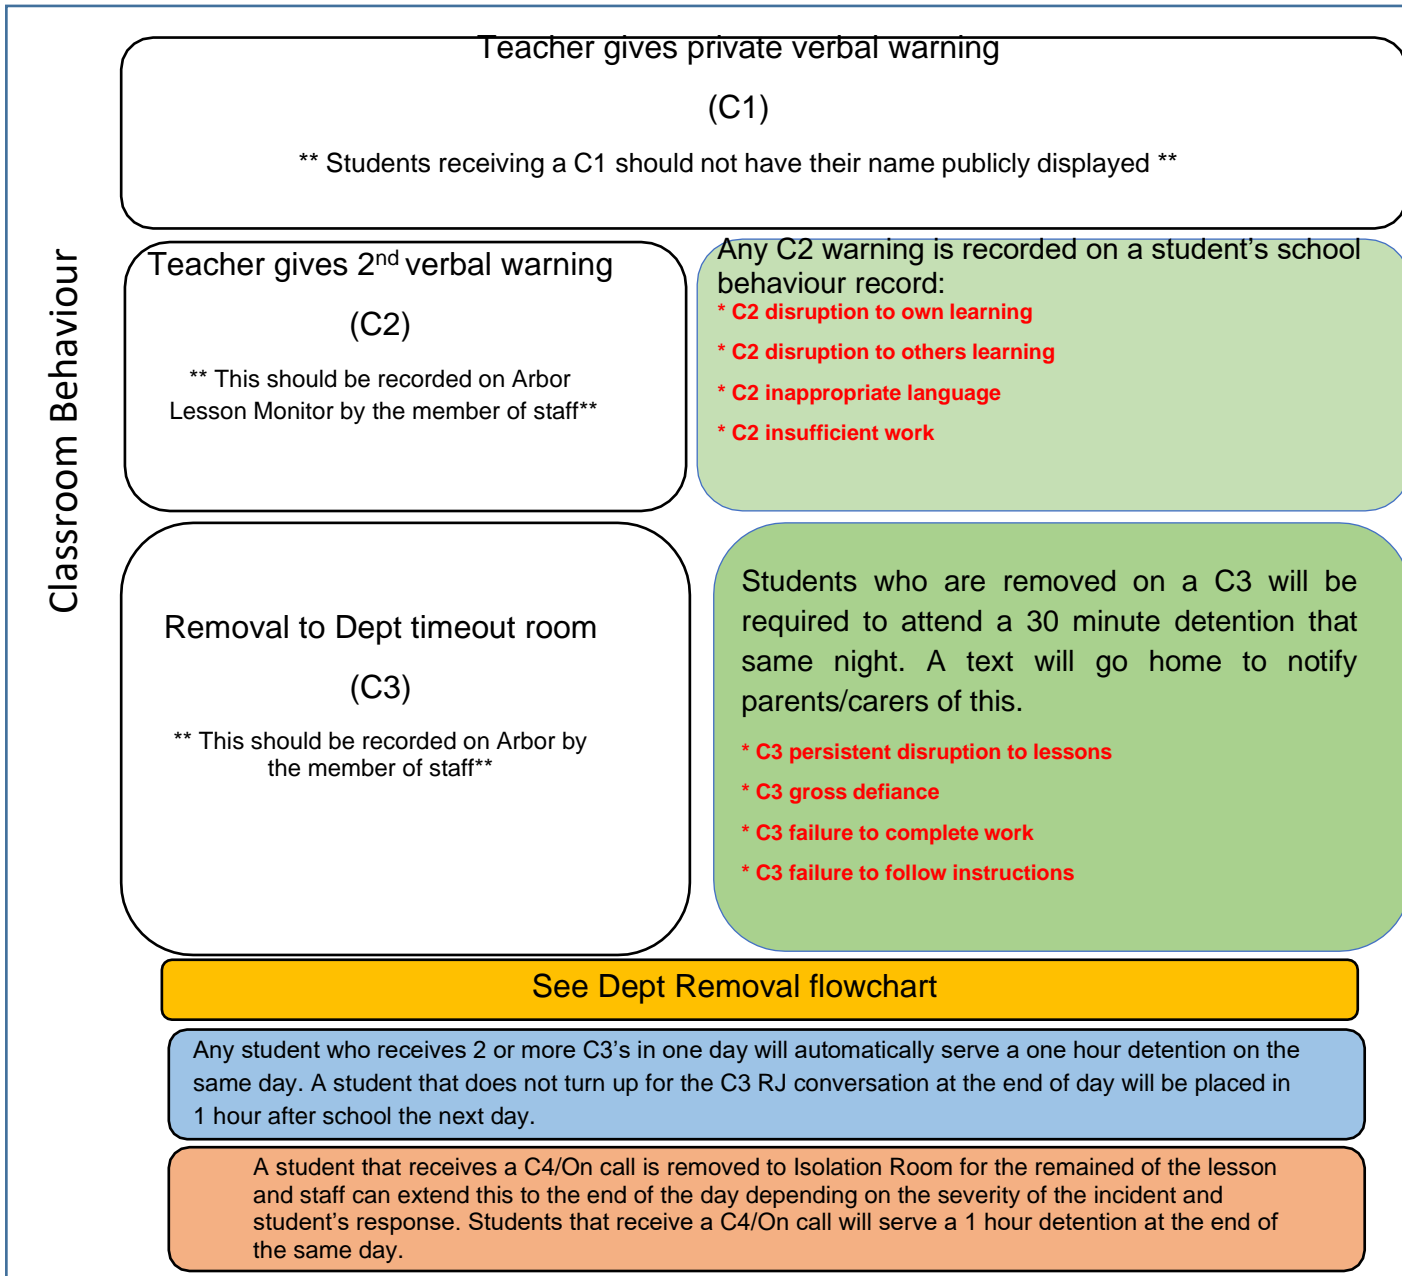 Classroom Behaviour
Teacher gives private verbal warning
(C1)
** Students receiving a C1 should not have their name publicly displayed **
Teacher gives 2nd verbal warning
(C2)
** This should be recorded on Arbor
Lesson Monitor by the member of staff**
Any C2 warning is recorded on a student's school
behaviour record:
* C2 disruption to own learning
* C2 disruption to others learning
* C2 inappropriate language
* C2 insufficient work
Removal to Dept timeout room
(C3)
** This should be recorded on Arbor by
the member of staff**
Students who are removed on a C3 will be
required to attend a 30 minute detention that
same night. A text will go home to notify
parents/carers of this.
* C3 persistent disruption to lessons
* C3 gross defiance
* C3 failure to complete work
* C3 failure to follow instructions
See Dept Removal flowchart
Any student who receives 2 or more C3's in one day will automatically serve a one hour detention on the
same day. A student that does not turn up for the C3 RJ conversation at the end of day will be placed in
1 hour after school the next day.
A student that receives a C4/On call is removed to Isolation Room for the remained of the lesson
and staff can extend this to the end of the day depending on the severity of the incident and
student's response. Students that receive a C4/On call will serve a 1 hour detention at the end of
the same day.